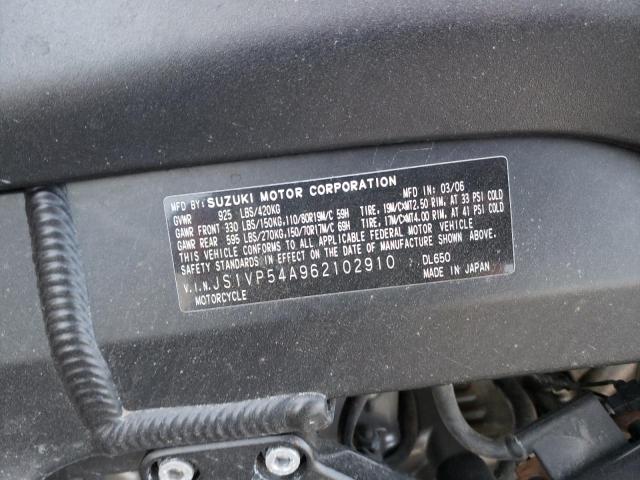 MFD BY: SUZUKI MOTOR CORPORATION MFD IN 03/06
GVWR 925 LBS/420KG
GAWR FRONT 330 LBS/150KG,110/80R19M/C 59H TIRE, 19M/C×MT2.50 RIM, AT 33 PSI COLD
GAWR REAR 595 LBS/270KG,150/70R17M/C 69H TIRE, 17M/C×MT4.00 RIM, AT 41 PSI COLD
THIS VEHICLE CONFORMS TO ALL APPLICABLE FEDERAL MOTOR VEHICLE
SAFETY STANDARDS IN EFFECT ON THE DATE OF MANUFACTURE SHOWN ABOVE.
V.I.N. JS1VP54A962102910 DL650
MOTORCYCLE MADE IN JAPAN